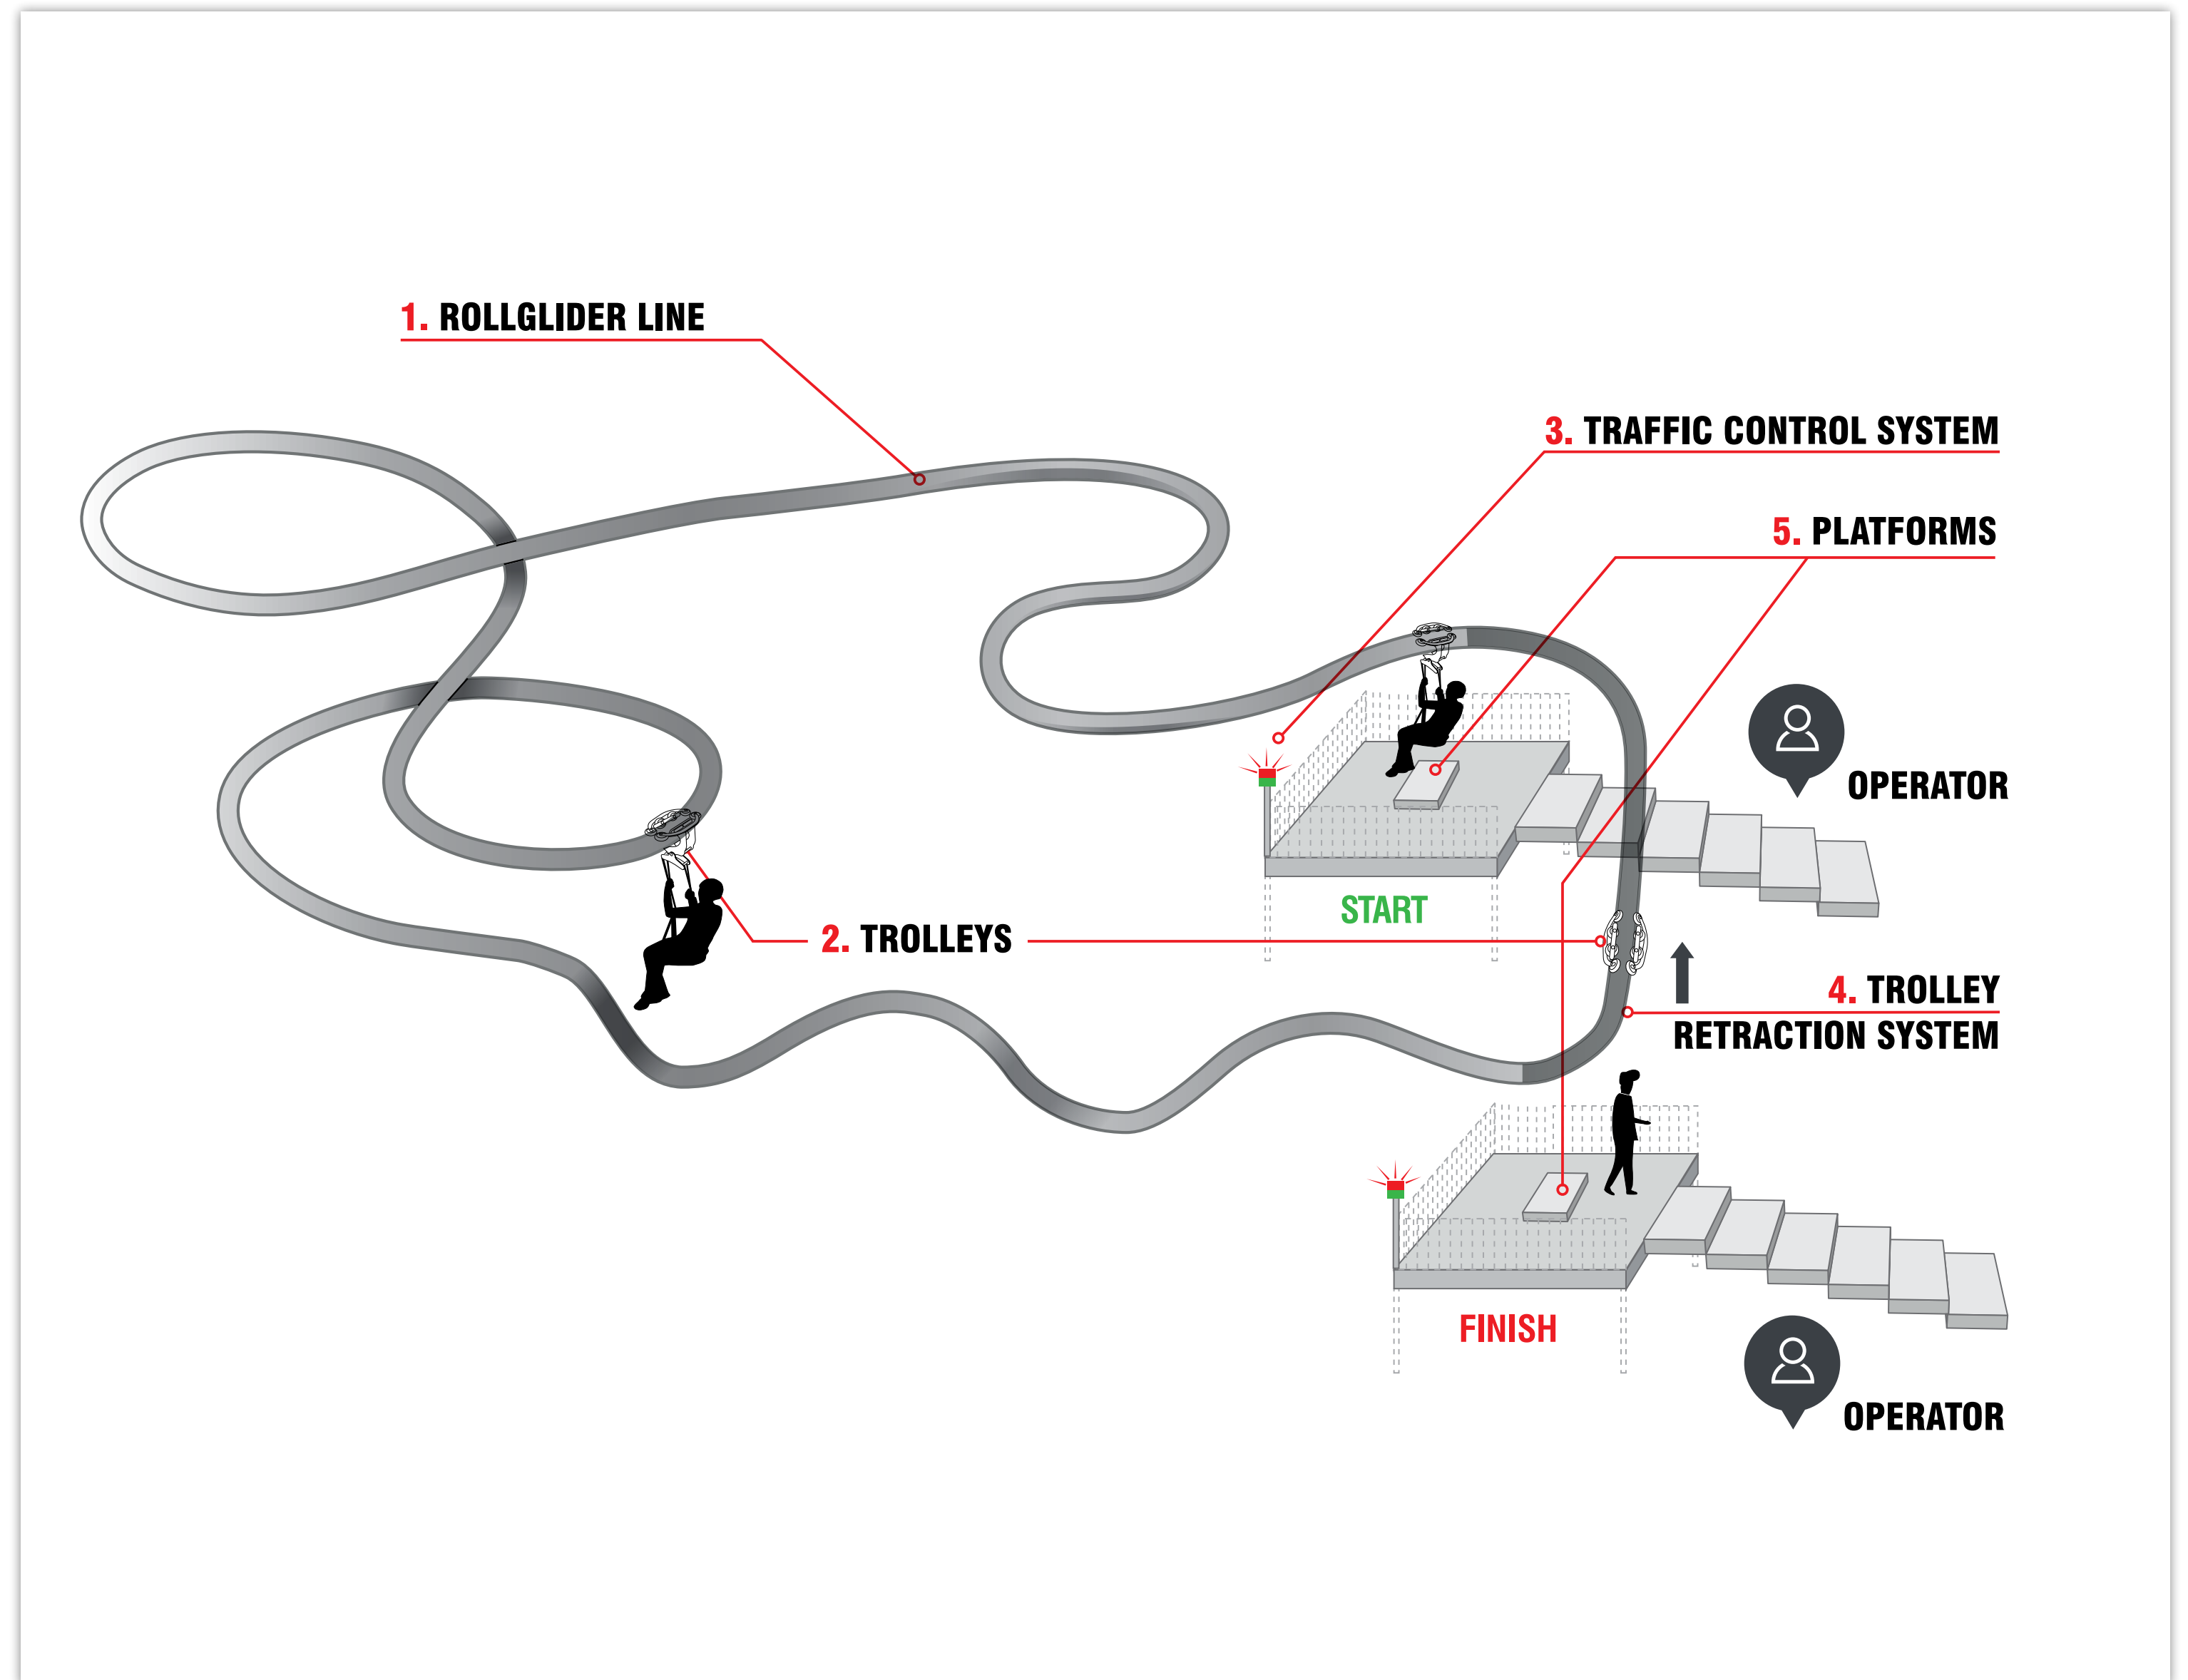 1. ROLLGLIDER LINE
3. TRAFFIC CONTROL SYSTEM
5. PLATFORMS
OPERATOR
START
2. TROLLEYS
4. TROLLEY
RETRACTION SYSTEM
FINISH
OPERATOR